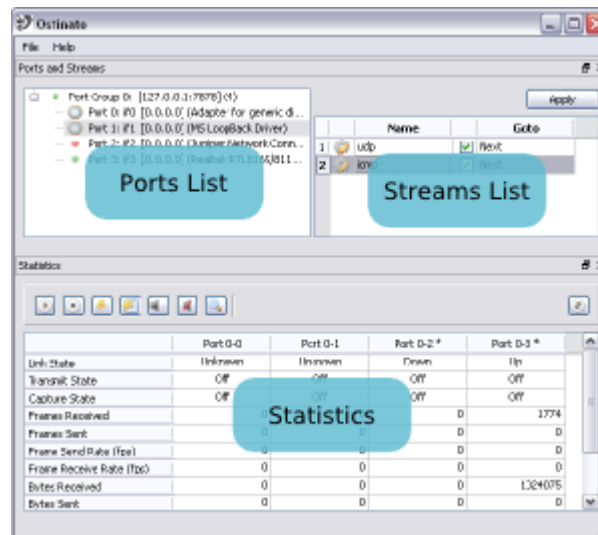 Ostinato
File Help
Ports and Streams
Port Group 0: [127.0.0.1:7878] (4)
Port 0: if0 [0.0.0.0] (Adapter for generic di...
Port 1: if1 [0.0.0.0] (MS LoopBack Driver)
Port 2: if2 [0.0.0.0] (Juniper Network Conn...
Port 3: if3 [0.0.0.0]
Ports List
Apply
Name Goto
1 udp Next
2 Next
Streams List
Statistics
Port 0-0 Port 0-1 Port 0-2 * Port 0-3 *
Link State Unknown Unknown Down Up
Transmit State Off Off Off Off
Capture State Off Off Off Off
Frames Received 0 0 1774
Statistics
Frames Sent 0 0 0
Frame Send Rate (fps) 0 0 0
Frame Receive Rate (fps) 0 0 0 0
Bytes Received 0 0 0 1324075
Bytes Sent 0 0 0 0